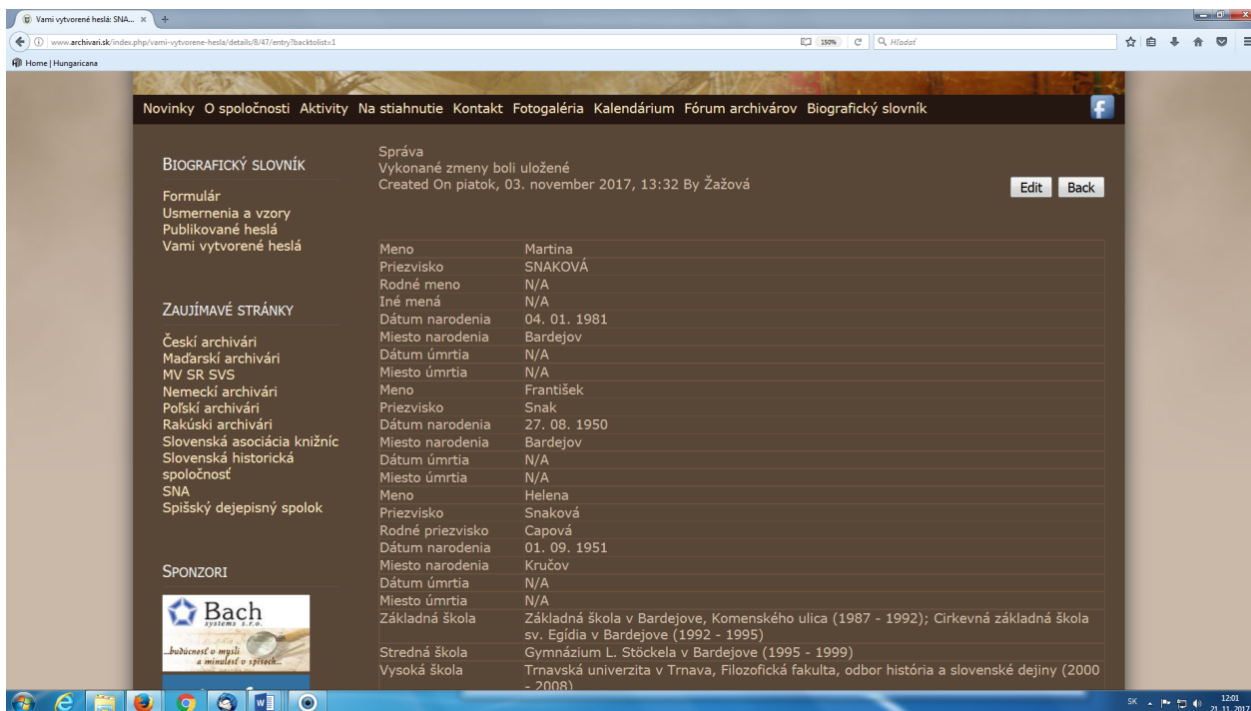 Vami vytvorené heslá: SNA...
www.archivari.sk/index.php/vami-vytvorene-hesla/details/8/47/entry?backtolist=1
150%
Hľadať
Home | Hungaricana
Novinky O spoločnosti Aktivity Na stiahnutie Kontakt Fotogaléria Kalendárium Fórum archivárov Biografický slovník
BIOGRAFICKÝ SLOVNÍK
Formulár
Usmernenia a vzory
Publikované heslá
Vami vytvorené heslá
ZAUJÍMAVÉ STRÁNKY
Českí archivári
Maďarskí archivári
MV SR SVS
Nemeckí archivári
Poľskí archivári
Rakúski archivári
Slovenská asociácia knižníc
Slovenská historická
spoločnosť
SNA
Spišský dejepisný spolok
SPONZORI
Bach
systems s.r.o.
...budúcnosť v mysli
a minulosť v spisoch...
Správa
Vykonané zmeny boli uložené
Created On piatok, 03. november 2017, 13:32 By Žažová
Edit Back
Meno Martina
Priezvisko SNAKOVÁ
Rodné meno N/A
Iné mená N/A
Dátum narodenia 04. 01. 1981
Miesto narodenia Bardejov
Dátum úmrtia N/A
Miesto úmrtia N/A
Meno František
Priezvisko Snak
Dátum narodenia 27. 08. 1950
Miesto narodenia Bardejov
Dátum úmrtia N/A
Miesto úmrtia N/A
Meno Helena
Priezvisko Snaková
Rodné priezvisko Capová
Dátum narodenia 01. 09. 1951
Miesto narodenia Kručov
Dátum úmrtia N/A
Miesto úmrtia N/A
Základná škola Základná škola v Bardejove, Komenského ulica (1987 - 1992); Cirkevná základná škola
sv. Egídia v Bardejove (1992 - 1995)
Stredná škola Gymnázium L. Stöckela v Bardejove (1995 - 1999)
Vysoká škola Trnavská univerzita v Trnava, Filozofická fakulta, odbor história a slovenské dejiny (2000
- 2008)
SK
12:01
21. 11. 2017